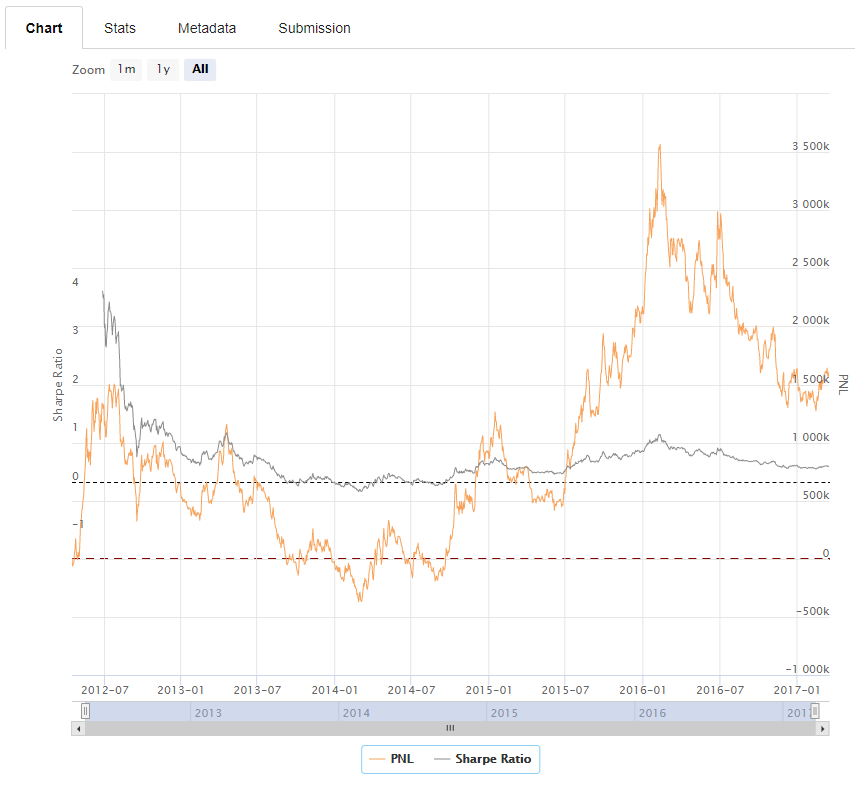 Chart Stats Metadata Submission
Zoom 1m 1y All
3 500k
3 000k
2 500k
4
3
2 000k
2
1 500k
Sharpe Ratio
PNL
1
1 000k
0
500k
-1
0
-500k
-1 000k
2012-07 2013-01 2013-07 2014-01 2014-07 2015-01 2015-07 2016-01 2016-07 2017-01
2013 2014 2015 2016
PNL Sharpe Ratio